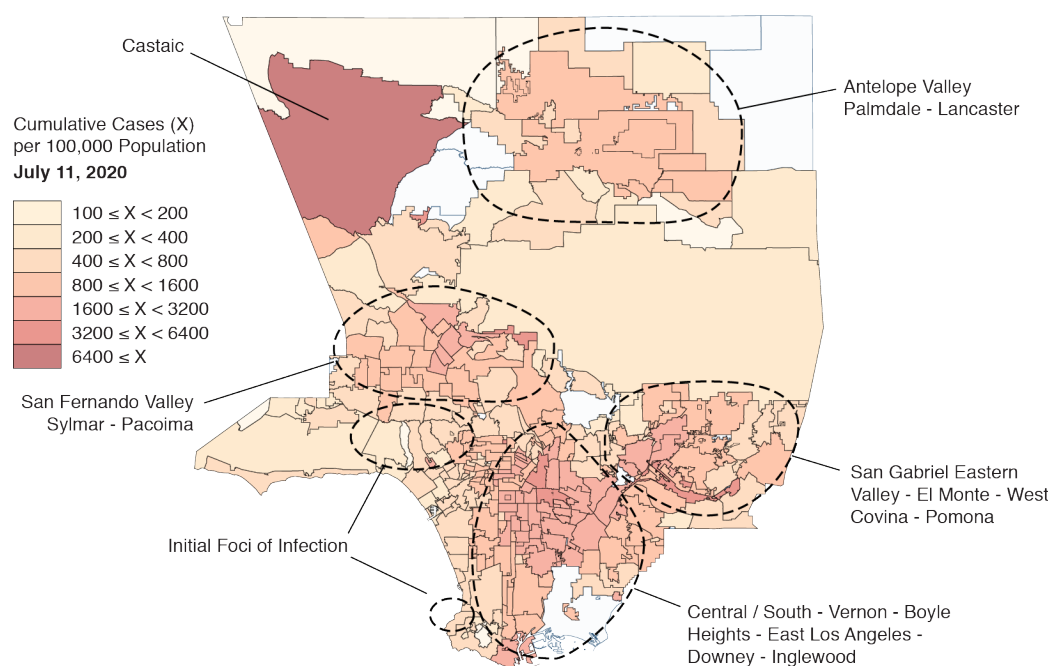 Castaic
Antelope Valley
Palmdale - Lancaster
Cumulative Cases (X)
per 100,000 Population
July 11, 2020
100 ≤ X < 200
200 ≤ X < 400
400 ≤ X < 800
800 ≤ X < 1600
1600 ≤ X < 3200
3200 ≤ X < 6400
6400 ≤ X
San Fernando Valley
Sylmar - Pacoima
San Gabriel Eastern
Valley - El Monte - West
Covina - Pomona
Initial Foci of Infection
Central / South - Vernon - Boyle
Heights - East Los Angeles -
Downey - Inglewood